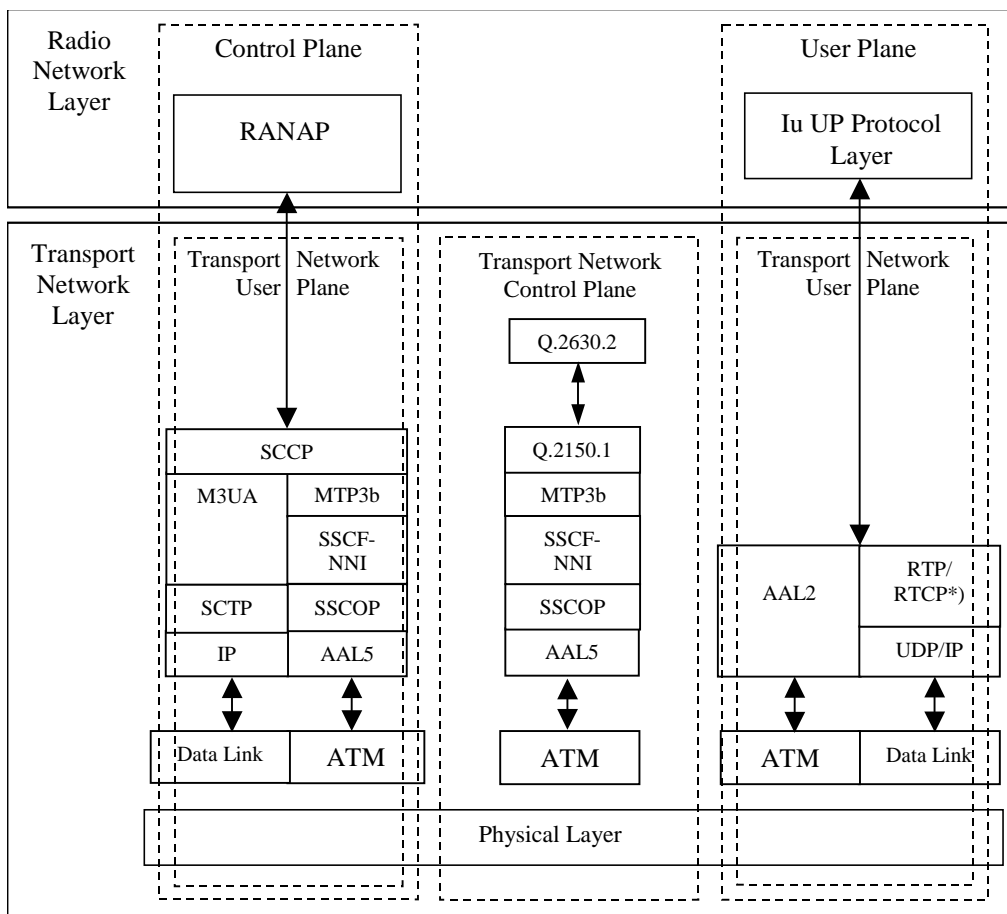 Radio
Network
Layer
Control Plane
User Plane
RANAP
Iu UP Protocol
Layer
Transport
Network
Layer
Transport Network
User Plane
Transport Network
Control Plane
Transport Network
User Plane
Q.2630.2
SCCP
M3UA
MTP3b
SSCF-
NNI
SCTP
SSCOP
IP
AAL5
Q.2150.1
MTP3b
SSCF-
NNI
SSCOP
AAL5
AAL2
RTP/
RTCP*)
UDP/IP
Data Link
ATM
ATM
ATM
Data Link
Physical Layer